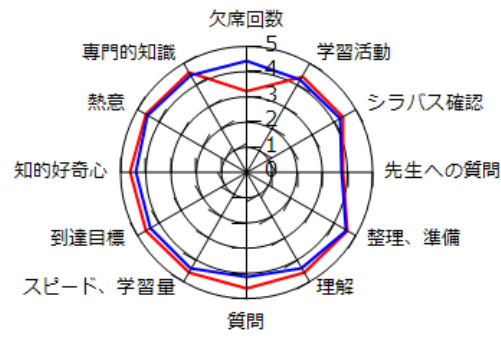 欠席回数
学習活動
シラバス確認
先生への質問
整理、準備
理解
質問
スピード、学習量
到達目標
知的好奇心
熱意
専門的知識
5
4
3
2
1
0